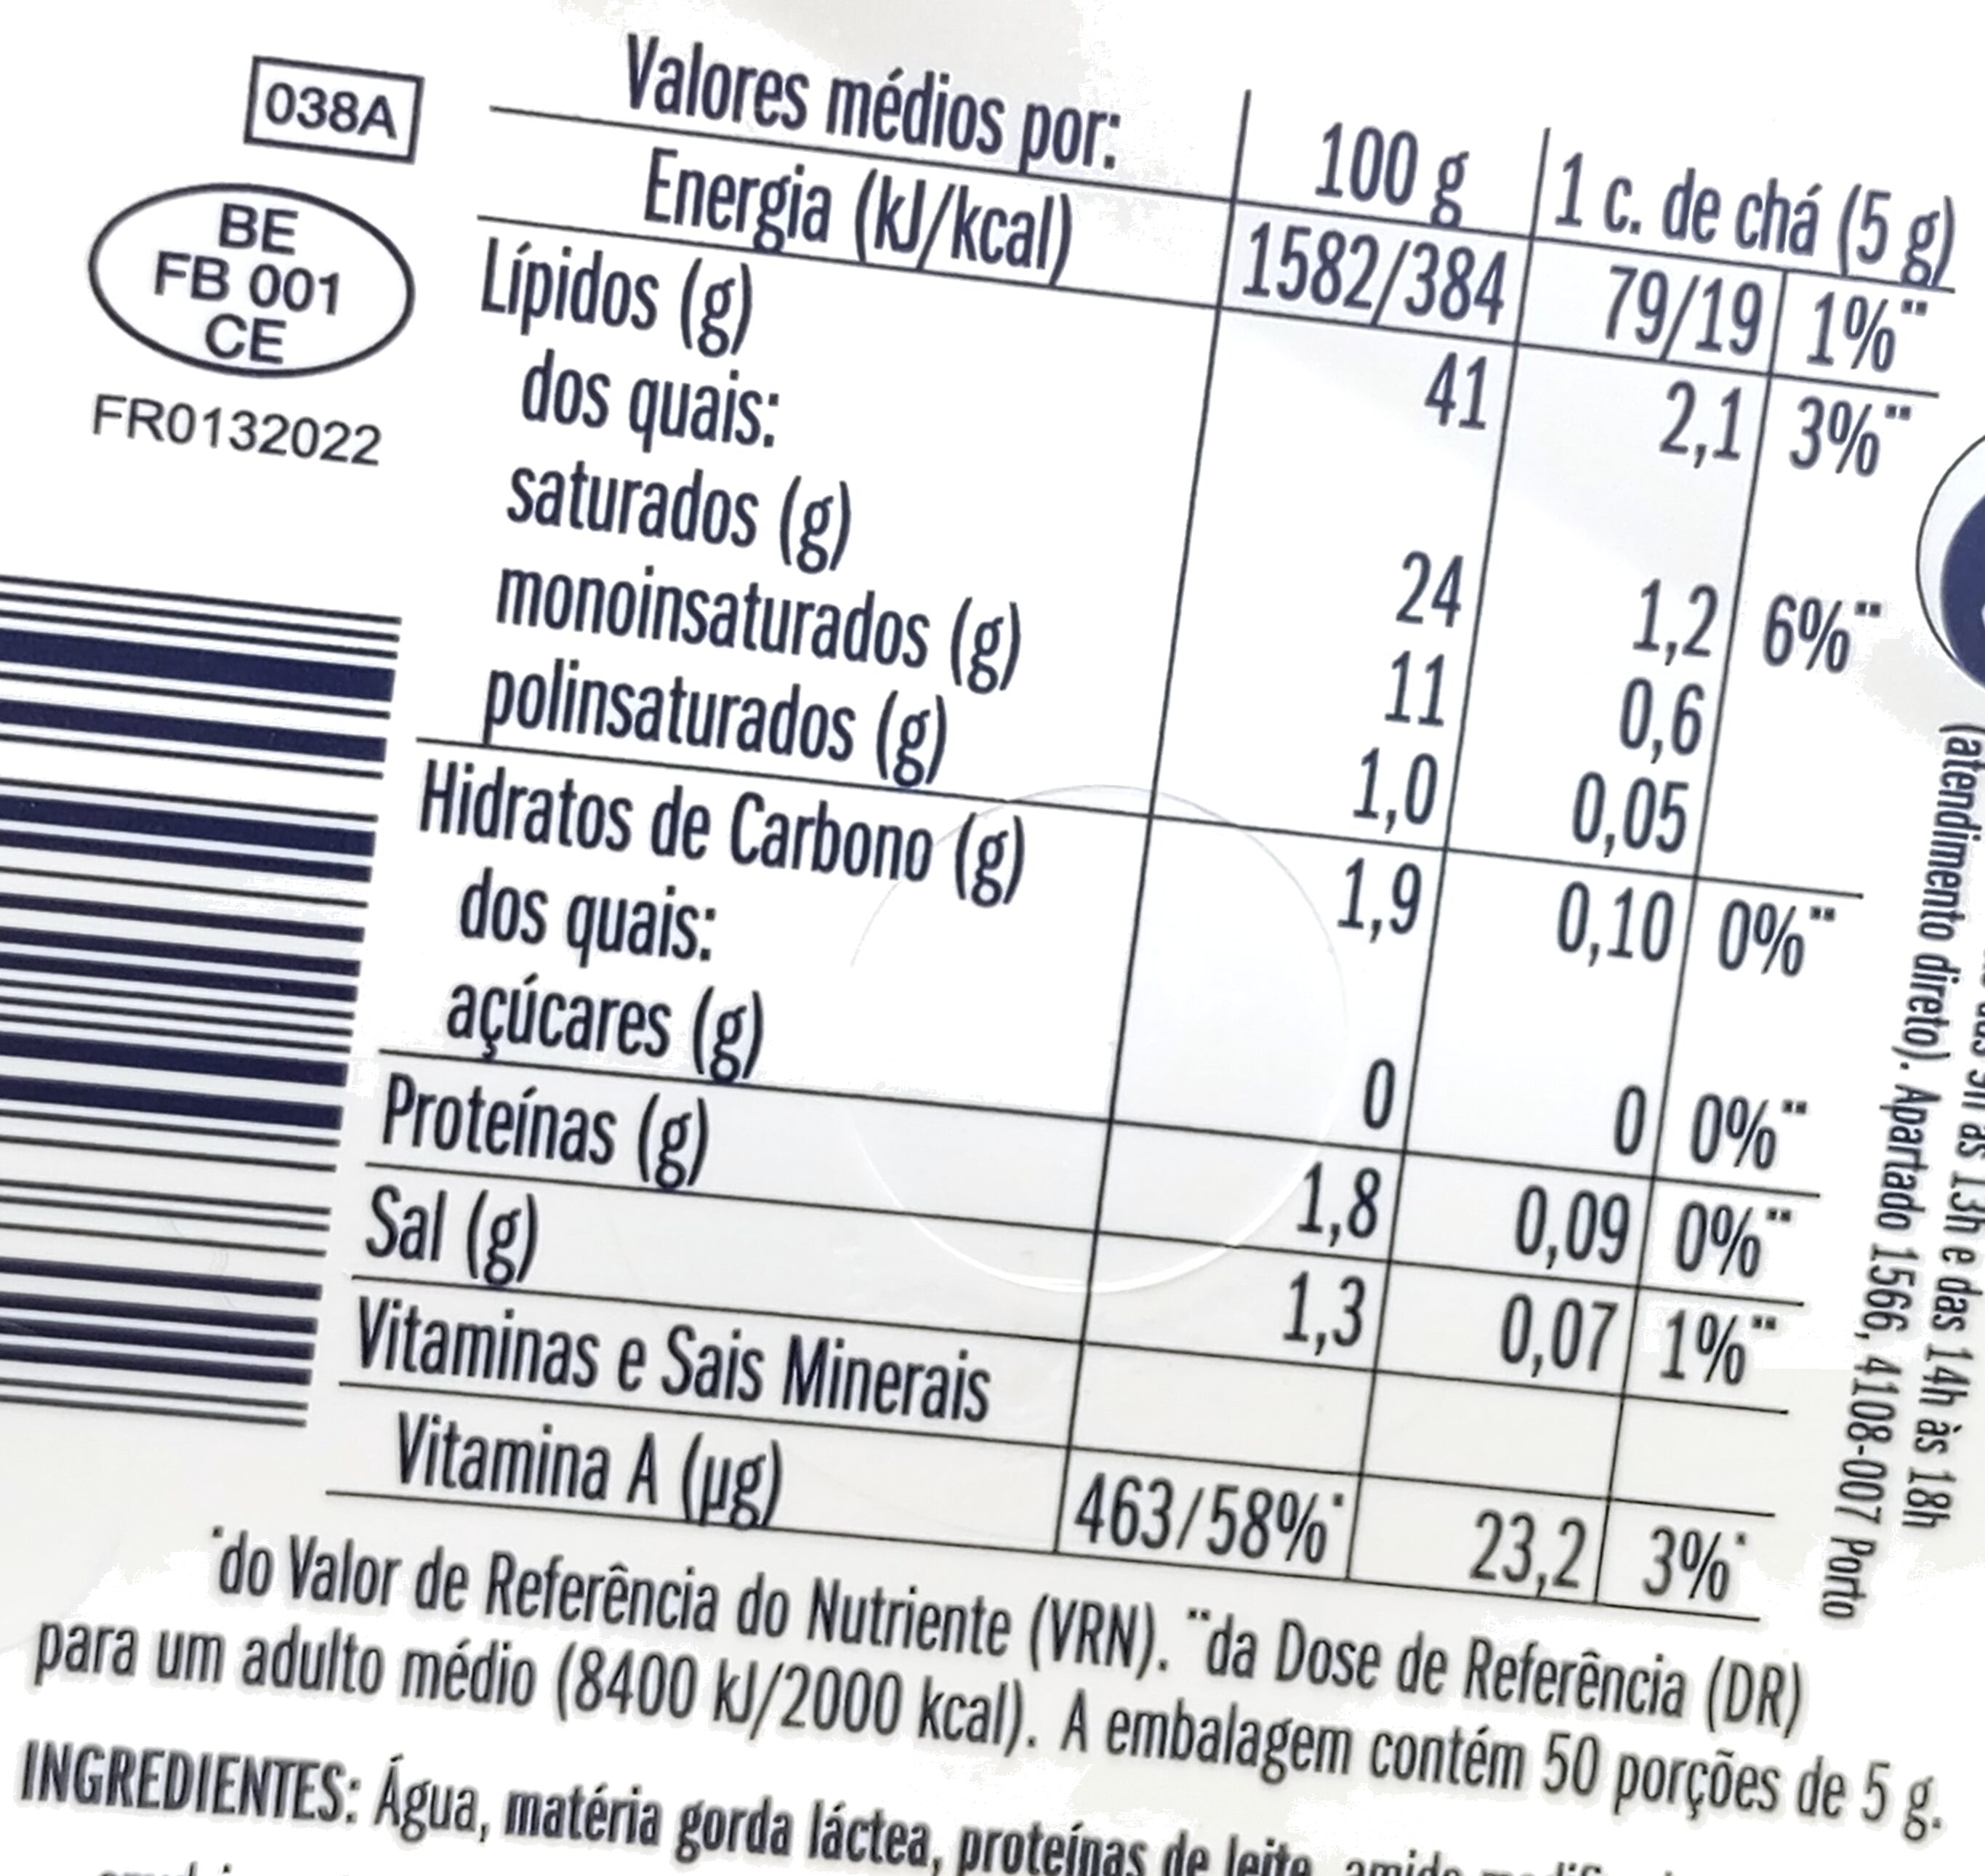 038A
BE
FB 001
CE
FR0132022
Valores médios por: 100 g 1 c. de chá (5 g)
Energia (kJ/kcal) 1582/384 79/19 1%**
Lípidos (g) 41 2,1 3%**
dos quais:
saturados (g) 24 1,2 6%**
monoinsaturados (g) 11 0,6
polinsaturados (g) 1,0 0,05
Hidratos de Carbono (g) 1,9 0,10 0%**
dos quais:
açúcares (g) 0 0 0%**
Proteínas (g) 1,8 0,09 0%**
Sal (g) 1,3 0,07 1%**
Vitaminas e Sais Minerais
Vitamina A (µg) 463/58%* 23,2 3%*
*do Valor de Referência do Nutriente (VRN). **da Dose de Referência (DR)
para um adulto médio (8400 kJ/2000 kcal). A embalagem contém 50 porções de 5 g.
INGREDIENTES: Água, matéria gorda láctea, proteínas de leite, amido
das 9h às 13h e das 14h às 18h
(atendimento direto). Apartado 1566, 4108-007 Porto